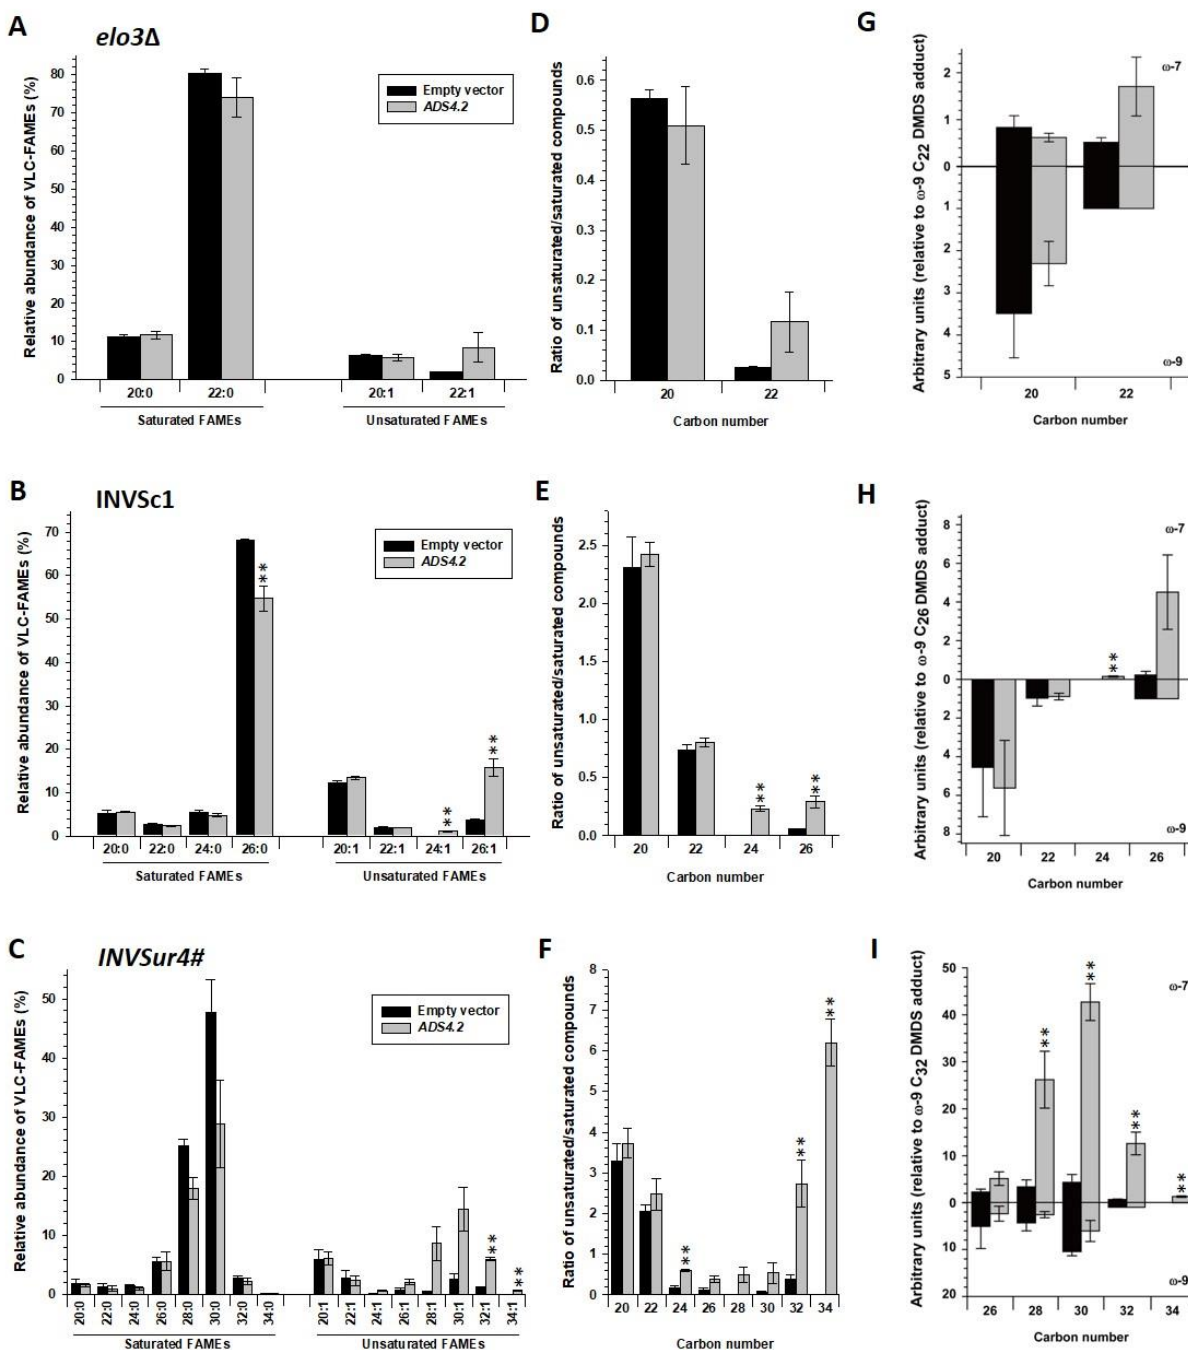 A
elo3Δ
Relative abundance of VLC-FAMEs (%)
80
70
60
50
40
30
20
10
0
Empty vector
ADS4.2
20:0 22:0 20:1 22:1
Saturated FAMEs Unsaturated FAMEs
D
Ratio of unsaturated/saturated compounds
0.6
0.5
0.4
0.3
0.2
0.1
0.0
20 22
Carbon number
G
Arbitrary units (relative to ω-9 C22 DMDS adduct)
2
1
0
1
2
3
4
5
ω-7
ω-9
20 22
Carbon number
B
INVSc1
Relative abundance of VLC-FAMEs (%)
70
60
50
40
30
20
10
0
Empty vector
ADS4.2
**
**
**
20:0 22:0 24:0 26:0 20:1 22:1 24:1 26:1
Saturated FAMEs Unsaturated FAMEs
E
Ratio of unsaturated/saturated compounds
2.5
2.0
1.5
1.0
0.5
0.0
**
**
20 22 24 26
Carbon number
H
Arbitrary units (relative to ω-9 C26 DMDS adduct)
8
6
4
2
0
2
4
6
8
ω-7
**
ω-9
20 22 24 26
Carbon number
C
INVSur4#
Relative abundance of VLC-FAMEs (%)
50
40
30
20
10
0
Empty vector
ADS4.2
**
**
20:0 22:0 24:0 26:0 28:0 30:0 32:0 34:0 20:1 22:1 24:1 26:1 28:1 30:1 32:1 34:1
Saturated FAMEs Unsaturated FAMEs
F
Ratio of unsaturated/saturated compounds
8
7
6
5
4
3
2
1
0
**
**
**
20 22 24 26 28 30 32 34
Carbon number
I
Arbitrary units (relative to ω-9 C32 DMDS adduct)
50
40
30
20
10
0
10
20
ω-7
**
**
**
**
ω-9
26 28 30 32 34
Carbon number